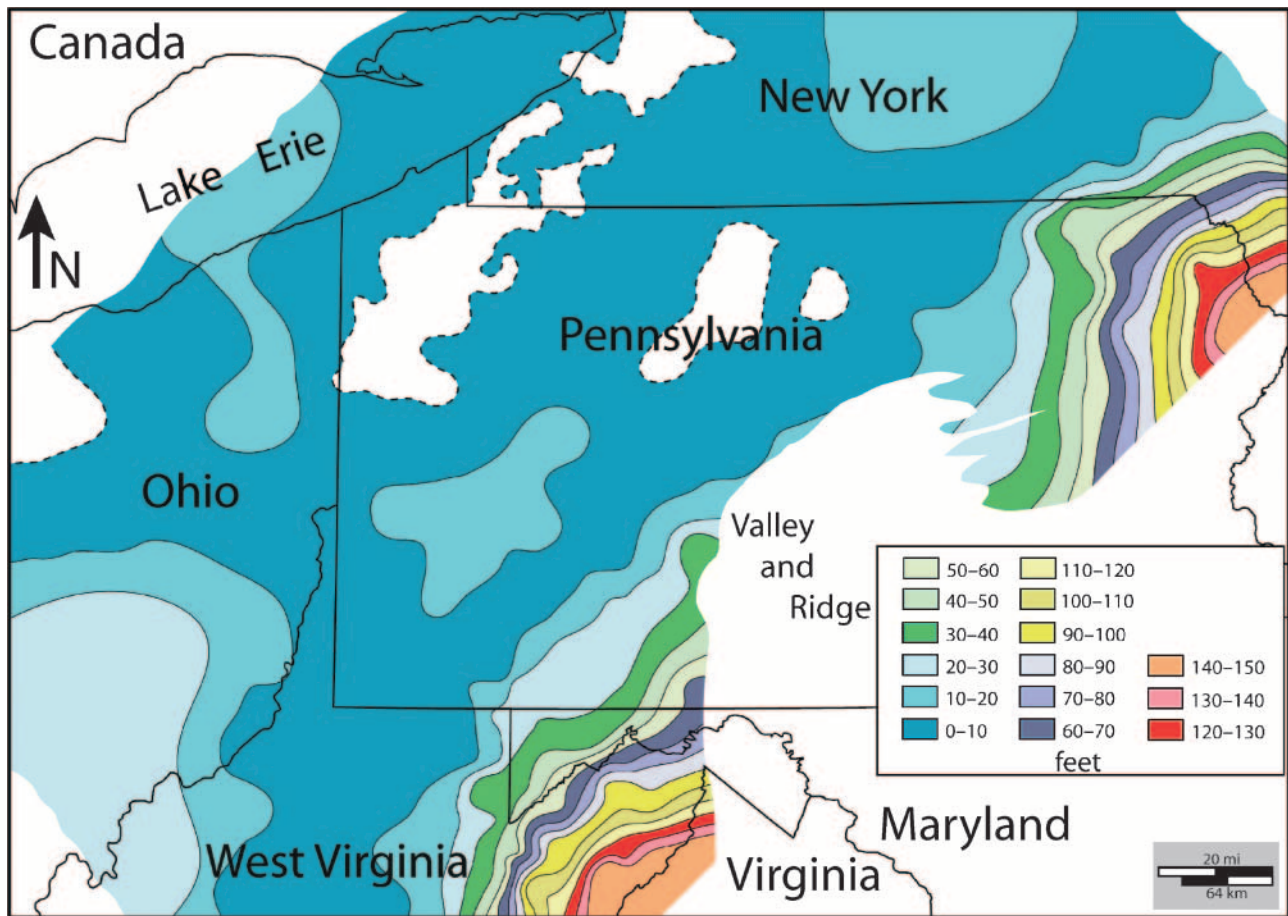 Canada
New York
Lake Erie
N
Pennsylvania
Ohio
Valley
and
Ridge
50–60
110–120
40–50
100–110
30–40
90–100
20–30
80–90
140–150
10–20
70–80
130–140
0–10
60–70
120–130
feet
Maryland
West Virginia
Virginia
20 mi
64 km